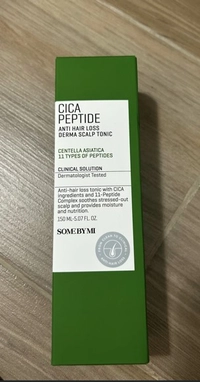 CICA
PEPTIDE
ANTI HAIR LOSS
DERMA SCALP TONIC
CENTELLA ASIATICA
11 TYPES OF PEPTIDES
CLINICAL SOLUTION
Dermatologist Tested
Anti-hair loss tonic with CICA
ingredients and 11-Peptide
Complex soothes stressed-out
scalp and provides moisture
and nutrition.
150 ML·5.07 FL. OZ.
SOME BY MI